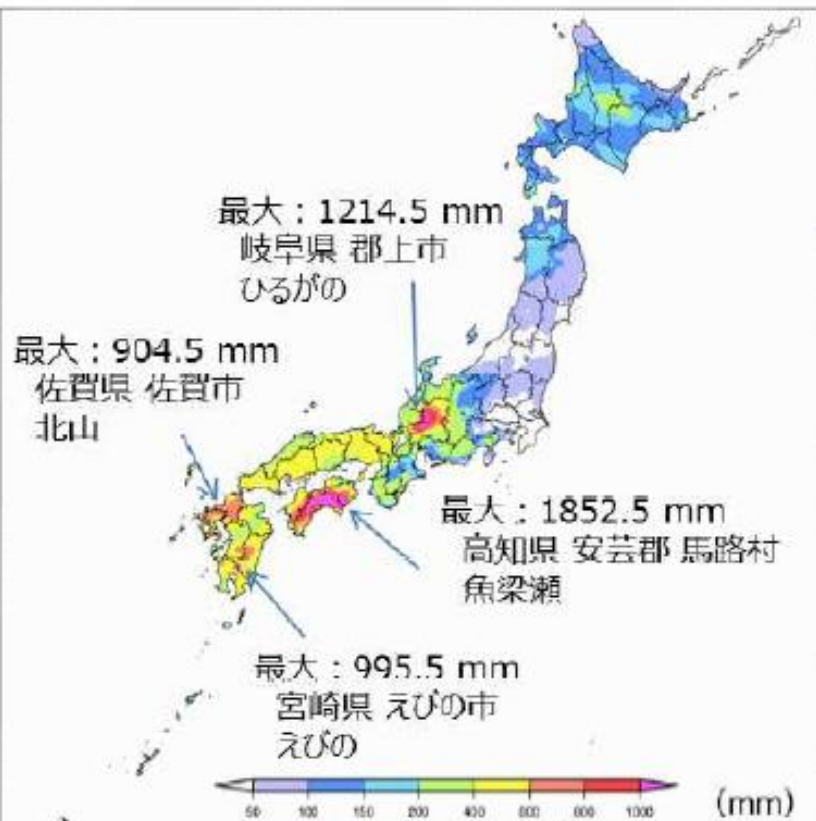 最大：1214.5 mm
岐阜県 郡上市
ひるがの
最大：904.5 mm
佐賀県 佐賀市
北山
最大：1852.5 mm
高知県 安芸郡 馬路村
魚梁瀬
最大：995.5 mm
宮崎県 えびの市
えびの
50 100 150 200 400 600 800 1000
(mm)